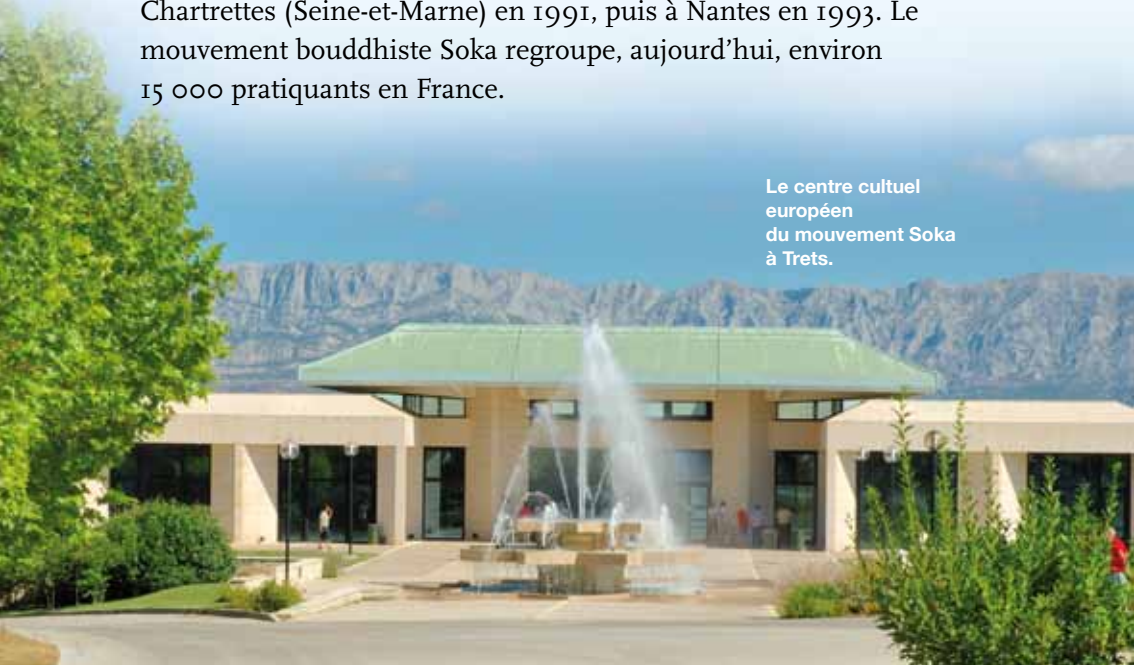 Chartrettes (Seine-et-Marne) en 1991, puis à Nantes en 1993. Le
mouvement bouddhiste Soka regroupe, aujourd’hui, environ
15 000 pratiquants en France.
Le centre cultuel
européen
du mouvement Soka
à Trets.